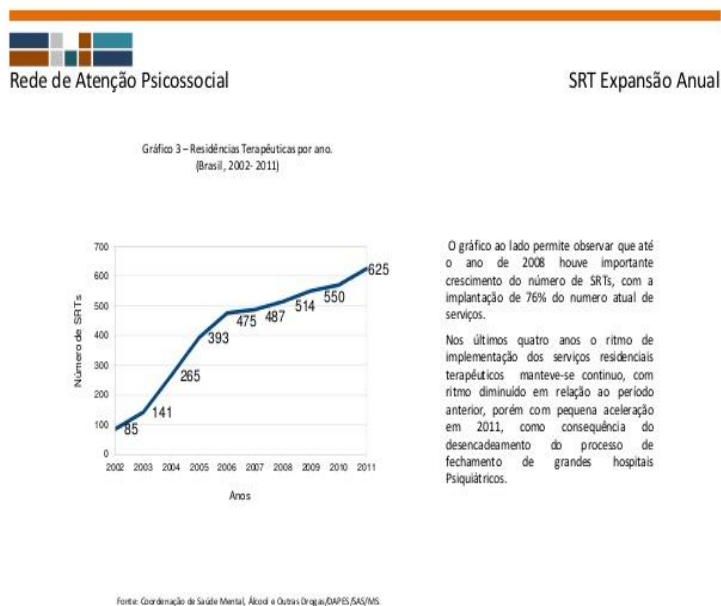 Rede de Atenção Psicossocial
SRT Expansão Anual
Gráfico 3 – Residências Terapêuticas por ano.
(Brasil, 2002- 2011)
700
600
500
400
300
200
100
0
Número de SRTs
85
141
265
393
475
487
514
550
625
2002 2003 2004 2005 2006 2007 2008 2009 2010 2011
Anos
O gráfico ao lado permite observar que até
o ano de 2008 houve importante
crescimento do número de SRTs, com a
implantação de 76% do numero atual de
serviços.
Nos últimos quatro anos o ritmo de
implementação dos serviços residenciais
terapêuticos manteve-se continuo, com
ritmo diminuído em relação ao período
anterior, porém com pequena aceleração
em 2011, como consequência do
desencadeamento do processo de
fechamento de grandes hospitais
Psiquiátricos.
Fonte: Coordenação de Saúde Mental, Álcool e Outras Drogas/DAPES/SAS/MS.